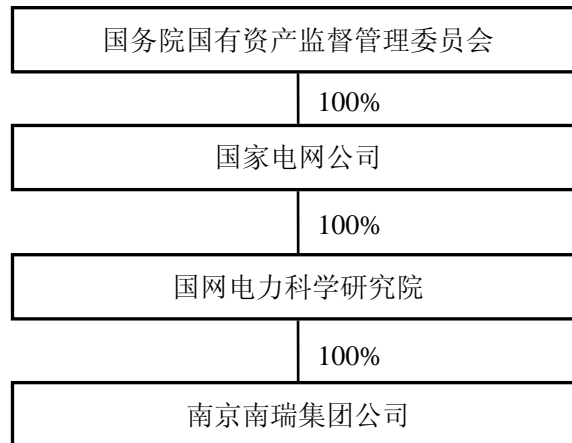 国务院国有资产监督管理委员会
100%
国家电网公司
100%
国网电力科学研究院
100%
南京南瑞集团公司